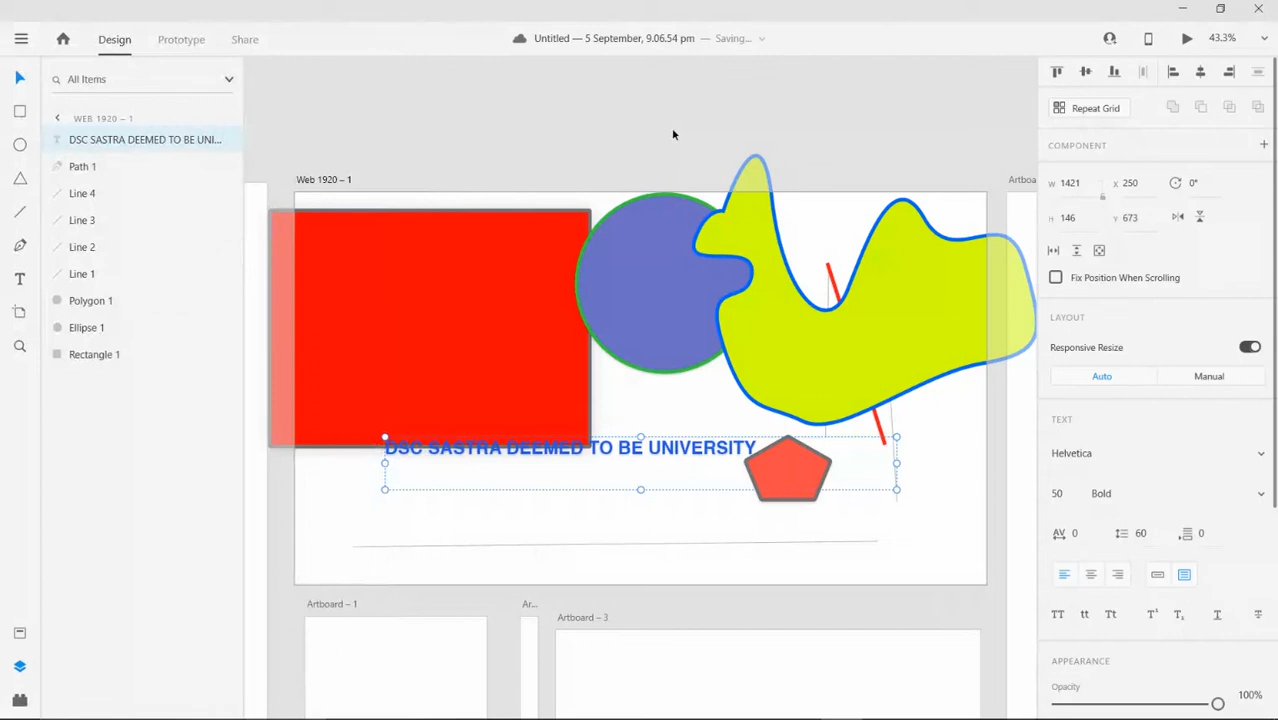 Design Prototype Share
Untitled — 5 September, 9.06.54 pm – Saving...
43.3%
All Items
WEB 1920 – 1
DSC SASTRA DEEMED TO BE UNI...
Path 1
Line 4
Line 3
Line 2
Line 1
Polygon 1
Ellipse 1
Rectangle 1
Web 1920 – 1
Artboa
DSC SASTRA DEEMED TO BE UNIVERSITY
Artboard – 1
Ar...
Artboard – 3
Repeat Grid
COMPONENT
W 1421 X 250 0°
H 146 Y 673
Fix Position When Scrolling
LAYOUT
Responsive Resize
Auto Manual
TEXT
Helvetica
50 Bold
AV 0 60 0
TT tt Tt T¹ T₁ T T
APPEARANCE
Opacity
100%